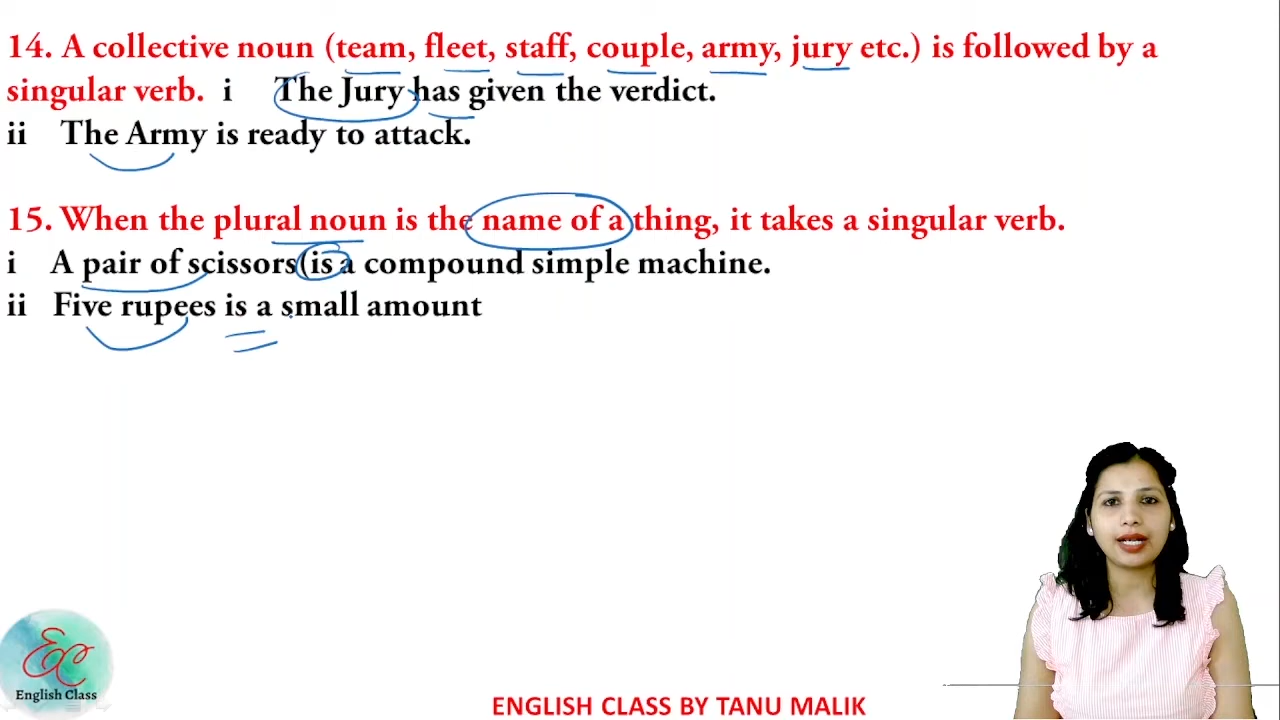 14. A collective noun (team, fleet, staff, couple, army, jury etc.) is followed by a
singular verb. i The Jury has given the verdict.
ii The Army is ready to attack.
15. When the plural noun is the name of a thing, it takes a singular verb.
i A pair of scissors(is a compound simple machine.
ii Five rupees is a small amount
EC
English Class
ENGLISH CLASS BY TANU MALIK